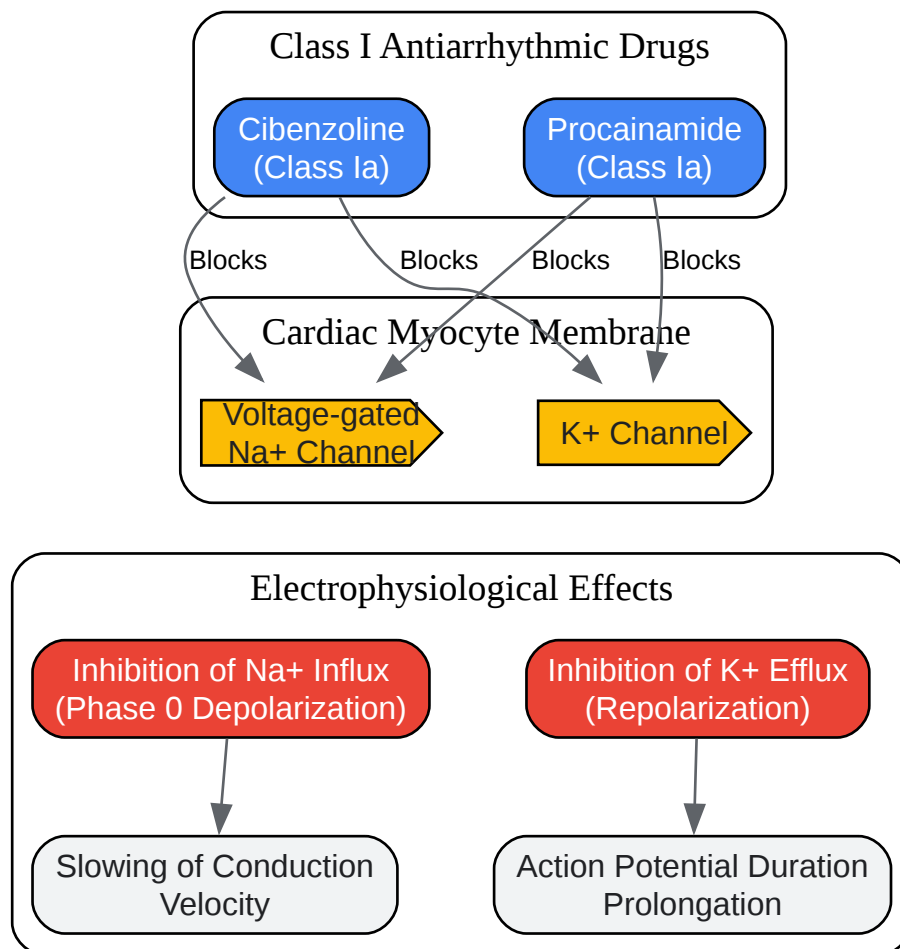 Class I Antiarrhythmic Drugs
Cibenzoline
(Class Ia)
Procainamide
(Class Ia)
Blocks
Blocks
Blocks
Blocks
Cardiac Myocyte Membrane
Voltage-gated
Na+ Channel
K+ Channel
Electrophysiological Effects
Inhibition of Na+ Influx
(Phase 0 Depolarization)
Inhibition of K+ Efflux
(Repolarization)
Slowing of Conduction
Velocity
Action Potential Duration
Prolongation